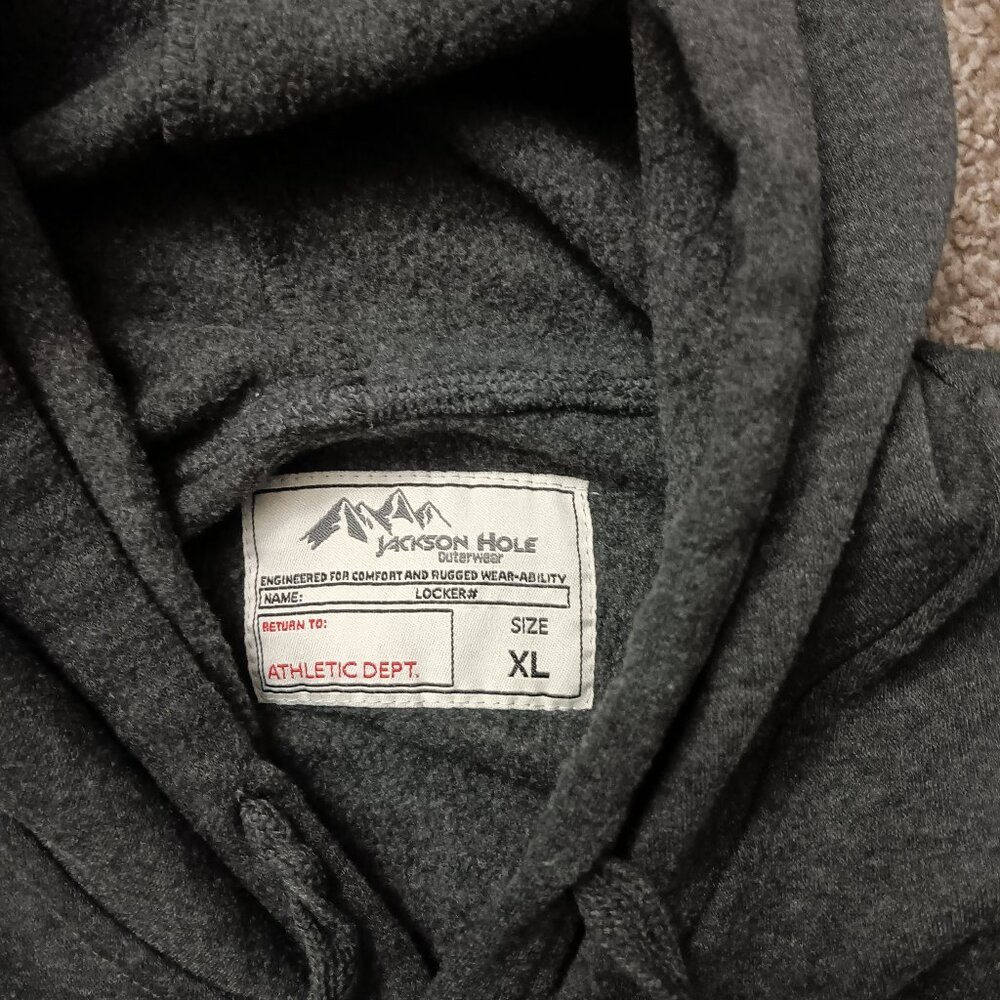 JACKSON HOLE
Outerwear
ENGINEERED FOR COMFORT AND RUGGED WEAR-ABILITY
NAME: LOCKER#
RETURN TO:
ATHLETIC DEPT.
SIZE
XL